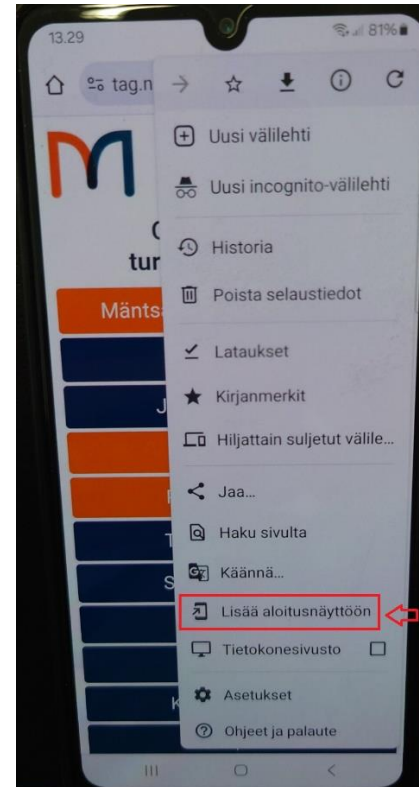 13.29
81%
tag.n
Uusi välilehti
Uusi incognito-välilehti
Historia
tur
Poista selaustiedot
Mänts
Lataukset
Kirjanmerkit
J
Hiljattain suljetut välile...
Jaa...
Haku sivulta
T
Käännä...
S
Lisää aloitusnäyttöön
Tietokonesivusto
Asetukset
K
Ohjeet ja palaute